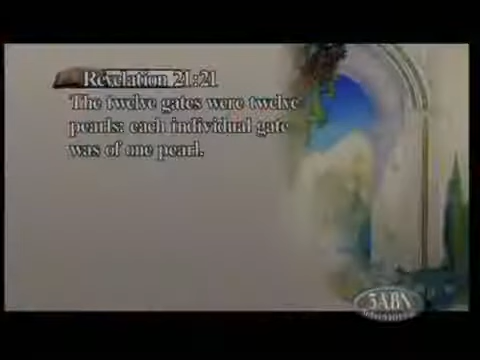 Revelation 21:21
The twelve gates were twelve
pearls: each individual gate
was of one pearl.
3ABN